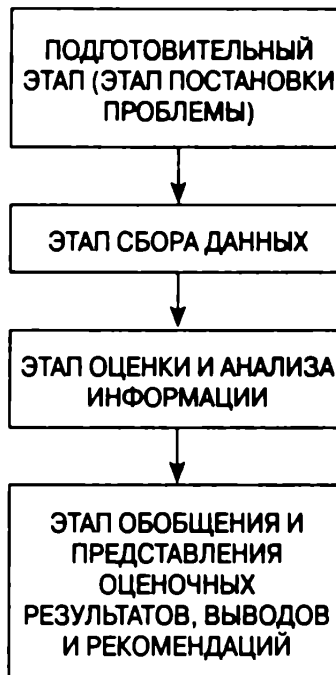 ПОДГОТОВИТЕЛЬНЫЙ
ЭТАП (ЭТАП ПОСТАНОВКИ
ПРОБЛЕМЫ)
ЭТАП СБОРА ДАННЫХ
ЭТАП ОЦЕНКИ И АНАЛИЗА
ИНФОРМАЦИИ
ЭТАП ОБОБЩЕНИЯ И
ПРЕДСТАВЛЕНИЯ
ОЦЕНОЧНЫХ
РЕЗУЛЬТАТОВ, ВЫВОДОВ
И РЕКОМЕНДАЦИЙ